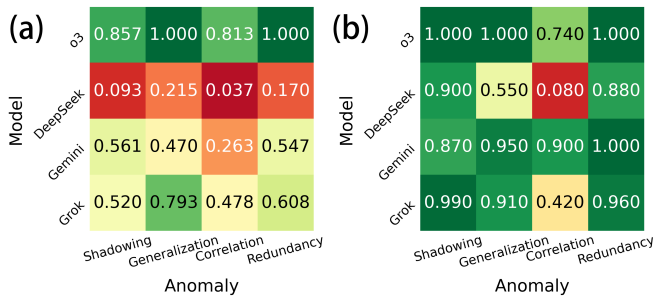 (a)
Model
o3 0.857 1.000 0.813 1.000
DeepSeek 0.093 0.215 0.037 0.170
Gemini 0.561 0.470 0.263 0.547
Grok 0.520 0.793 0.478 0.608
Shadowing Generalization Correlation Redundancy
Anomaly
(b)
Model
o3 1.000 1.000 0.740 1.000
DeepSeek 0.900 0.550 0.080 0.880
Gemini 0.870 0.950 0.900 1.000
Grok 0.990 0.910 0.420 0.960
Shadowing Generalization Correlation Redundancy
Anomaly